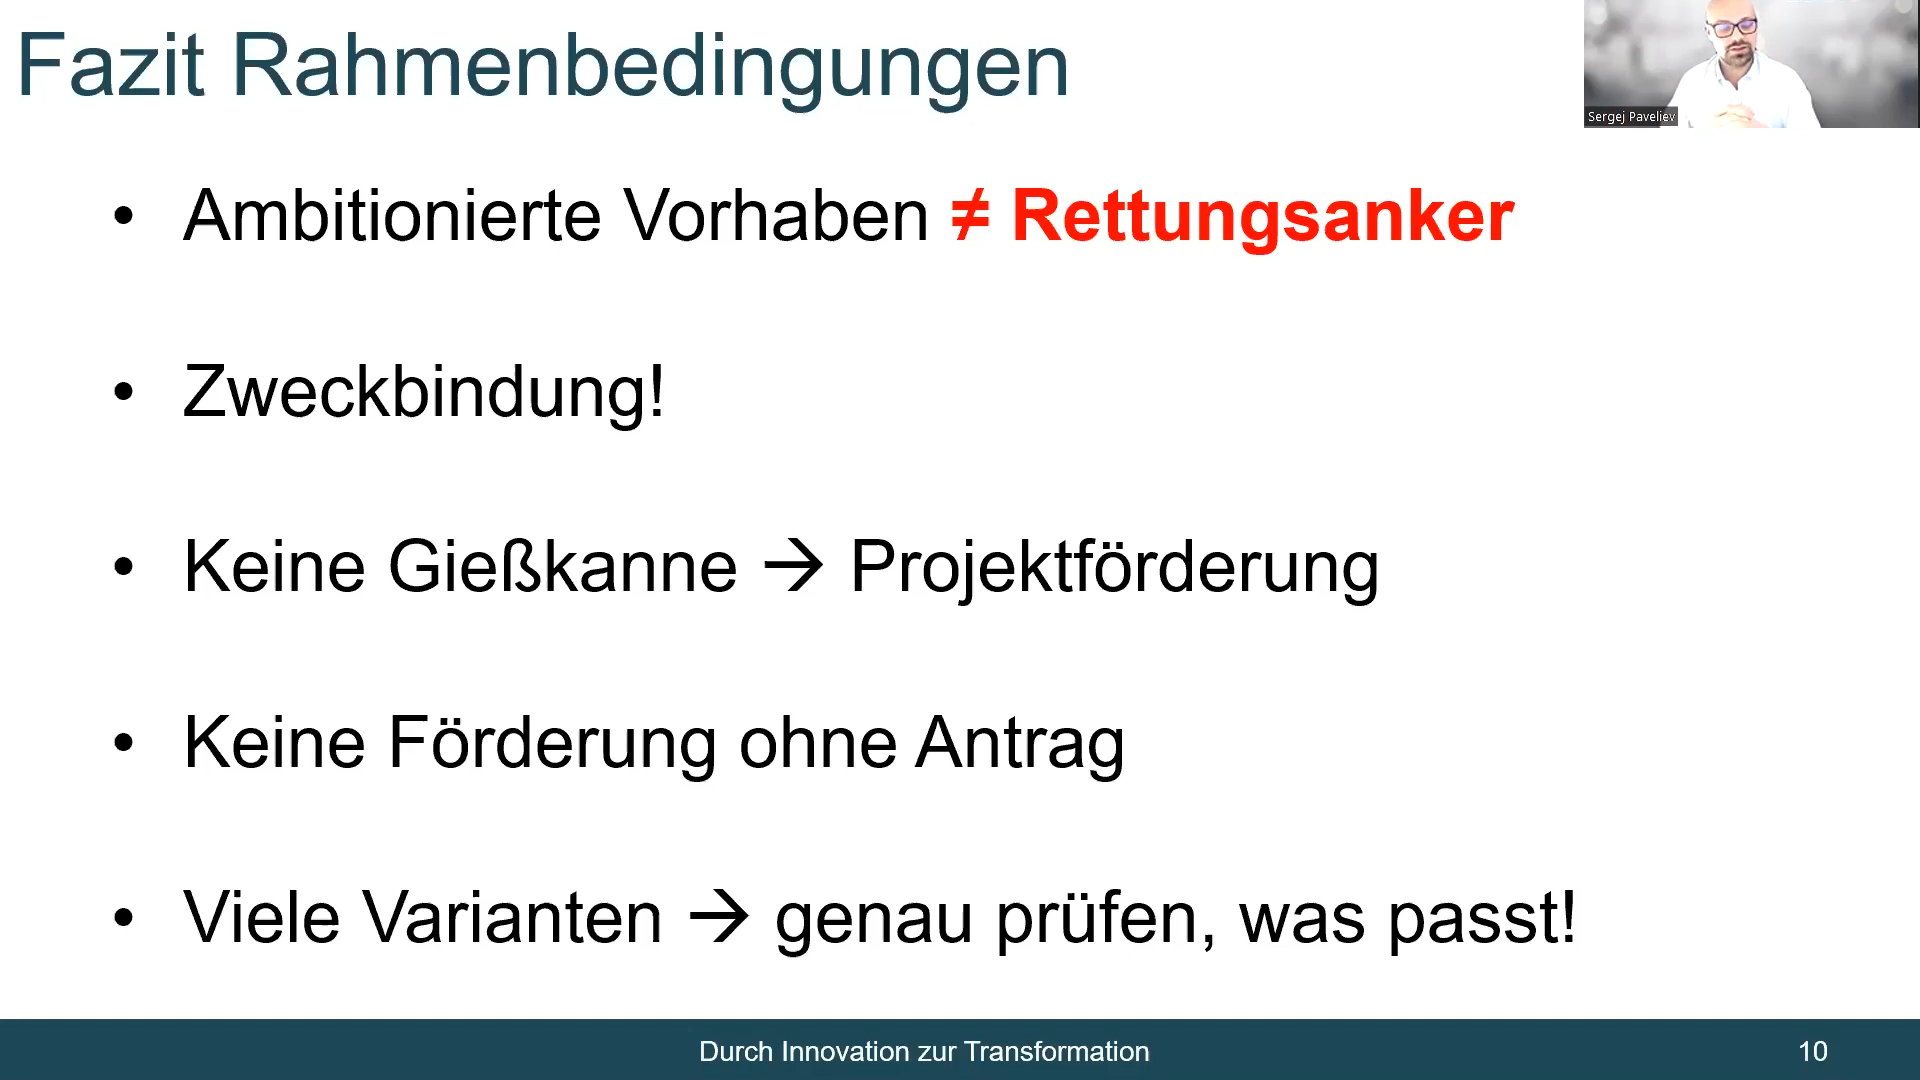 Fazit Rahmenbedingungen
Sergej Paveliev
• Ambitionierte Vorhaben ≠ Rettungsanker
• Zweckbindung!
• Keine Gießkanne → Projektförderung
• Keine Förderung ohne Antrag
• Viele Varianten → genau prüfen, was passt!
Durch Innovation zur Transformation
10